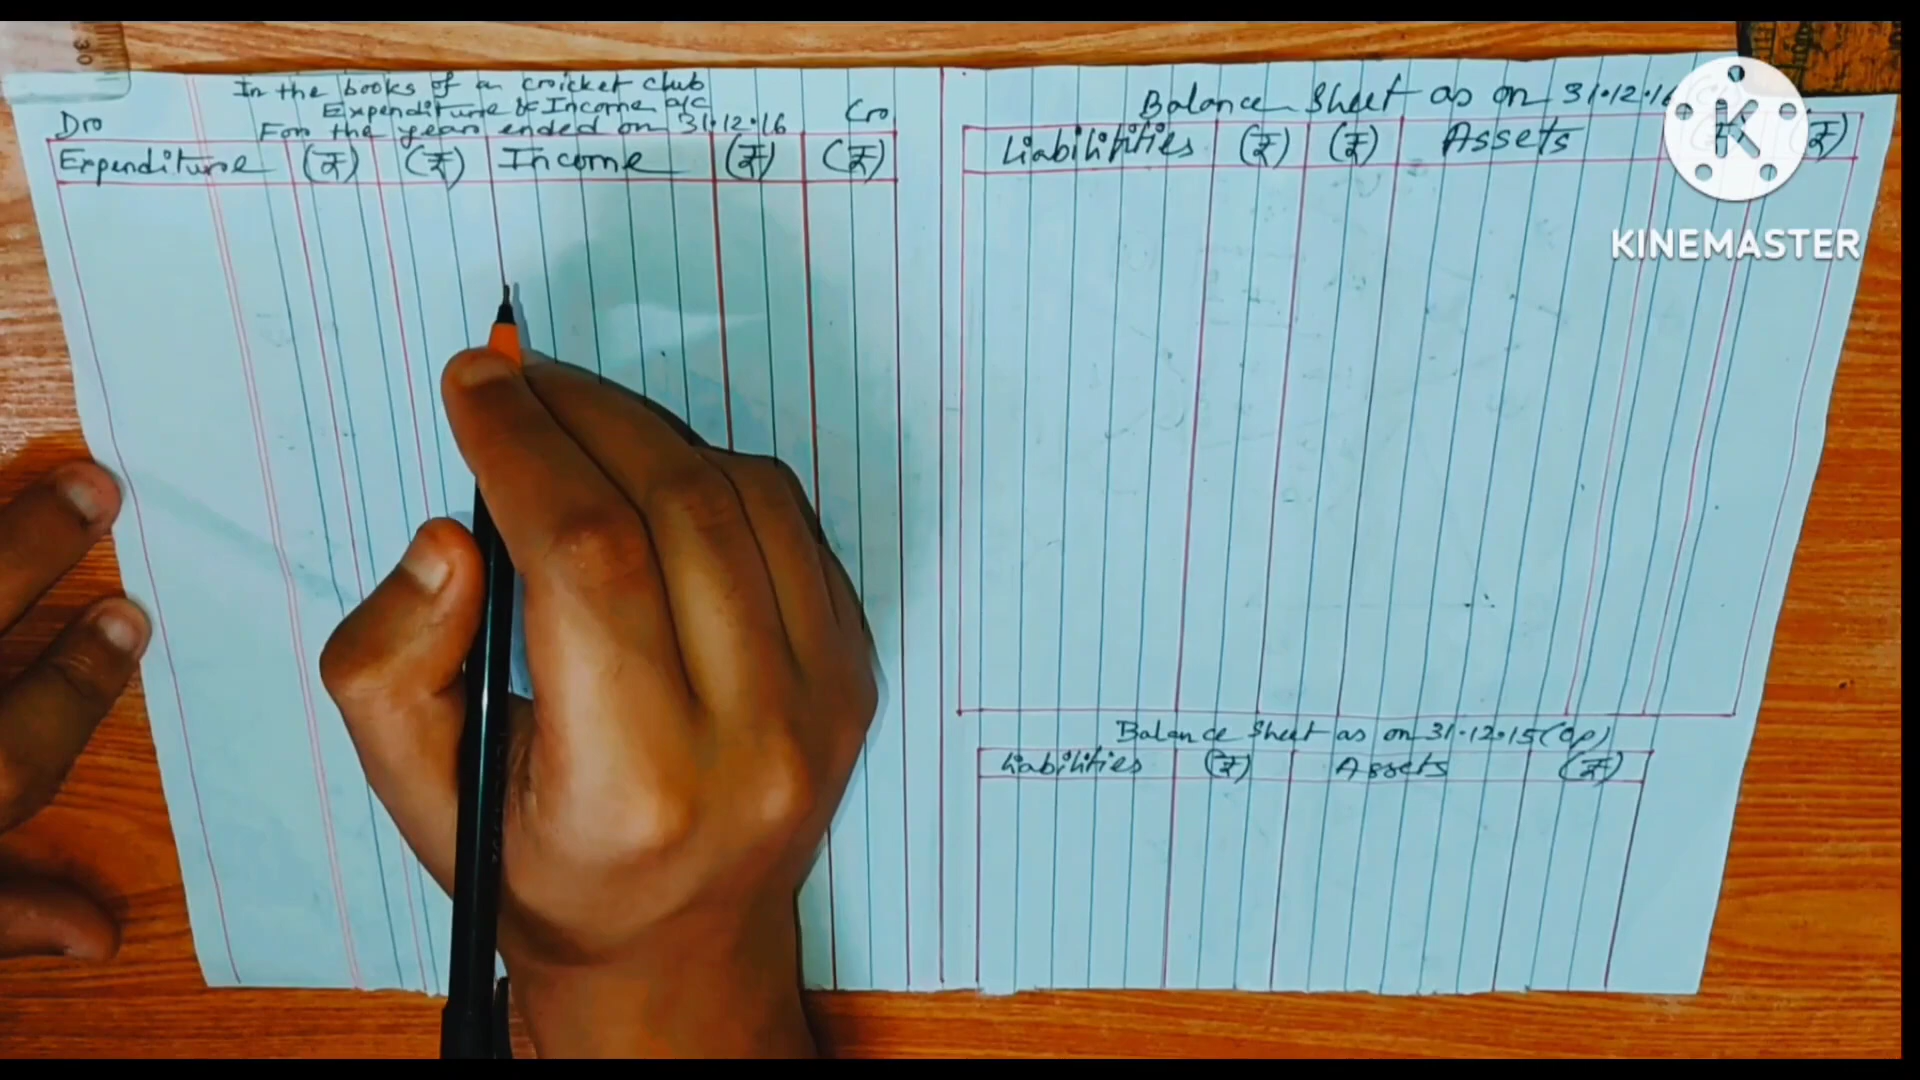 In the books of a cricket club
Expenditure & Income a/c
Dr
For the year ended on 31.12.16
Cr
Expenditure (₹) (₹) Income (₹) (₹)
Balance Sheet as on 31.12.16
Liabilities (₹) (₹) Assets (₹)
K
KINEMASTER
Balance Sheet as on 31.12.15 (op)
Liabilities (₹) Assets (₹)
30